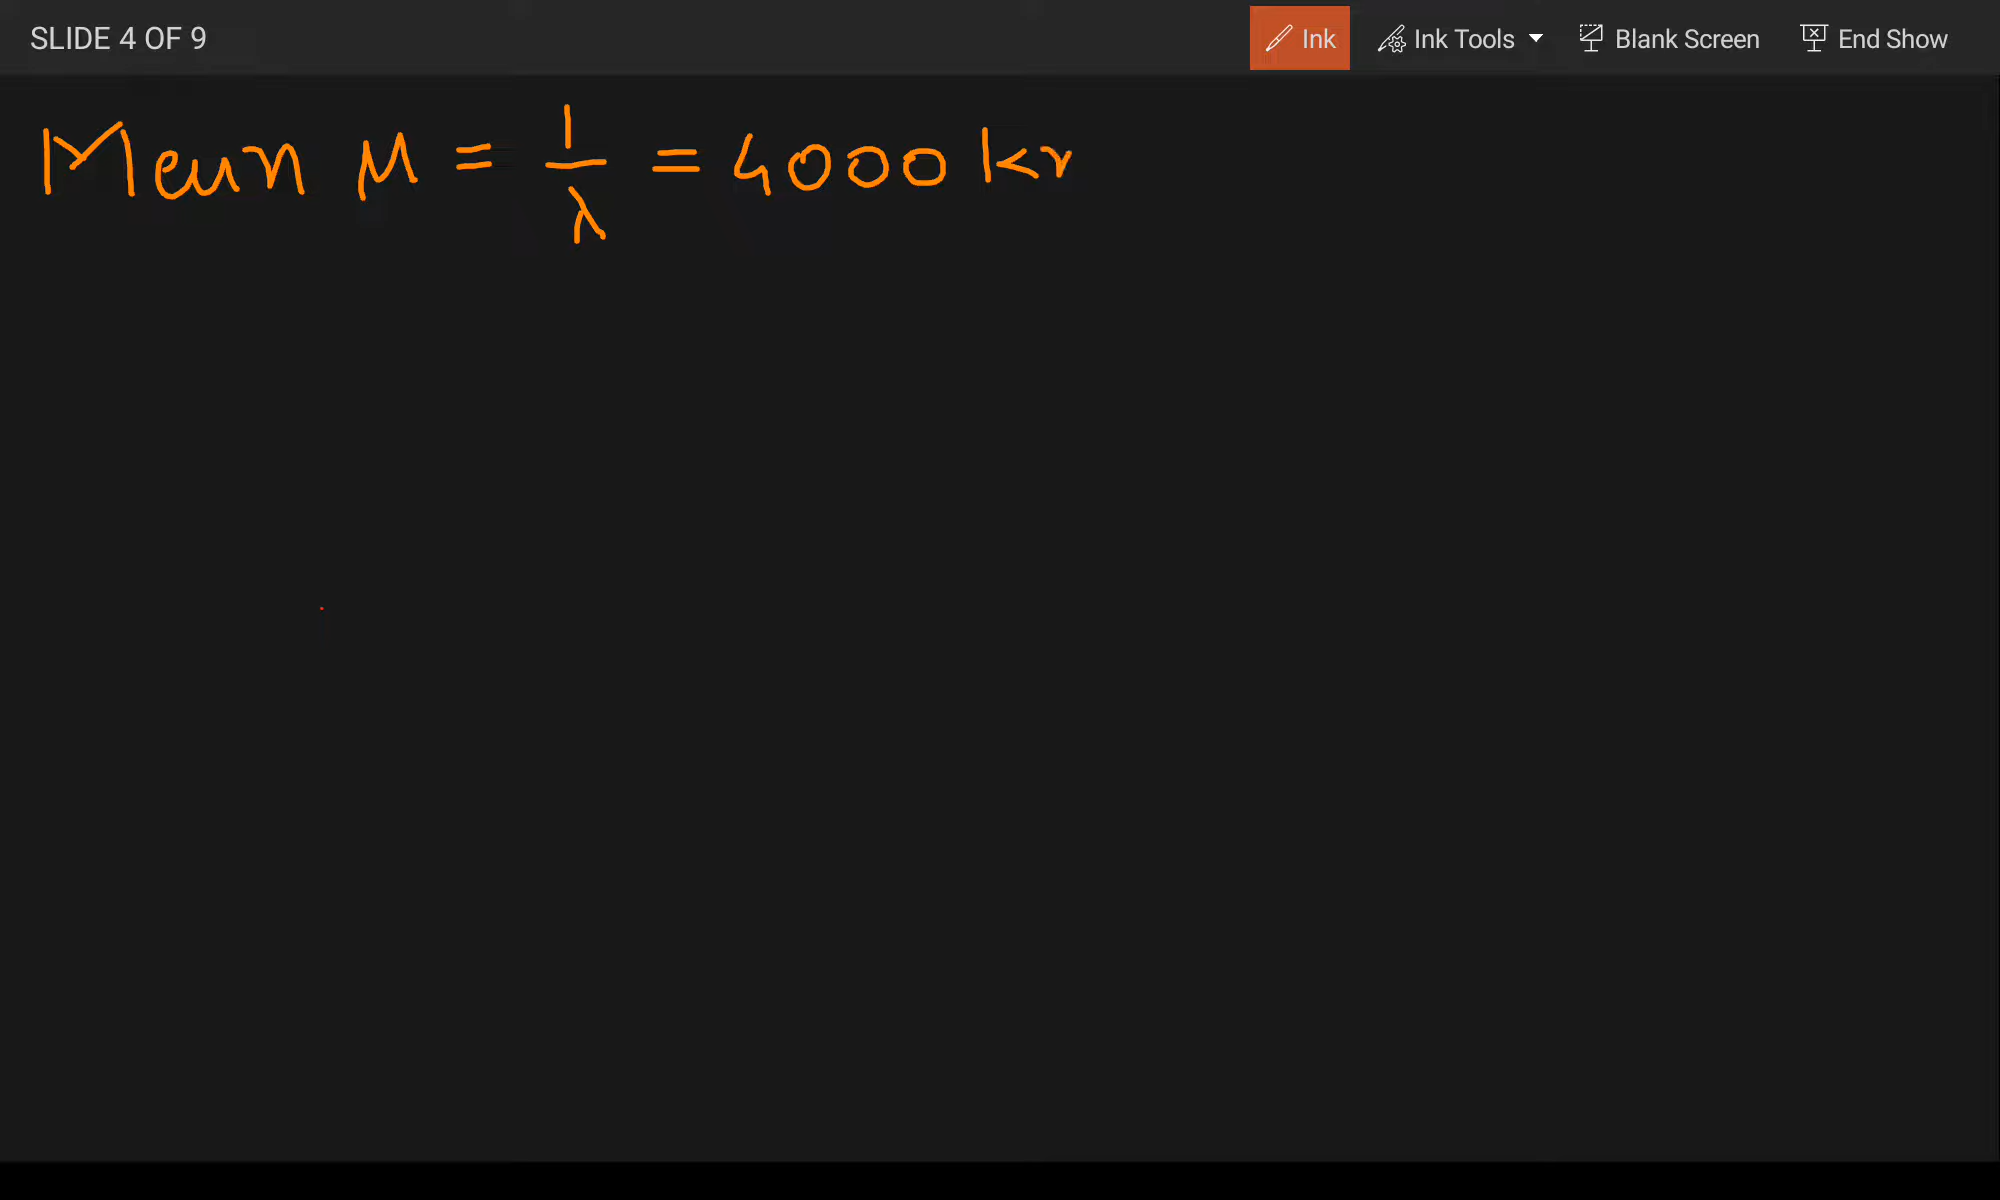 SLIDE 4 OF 9 Ink Ink Tools Blank Screen End Show
Mean μ = 1/λ = 4000 kr